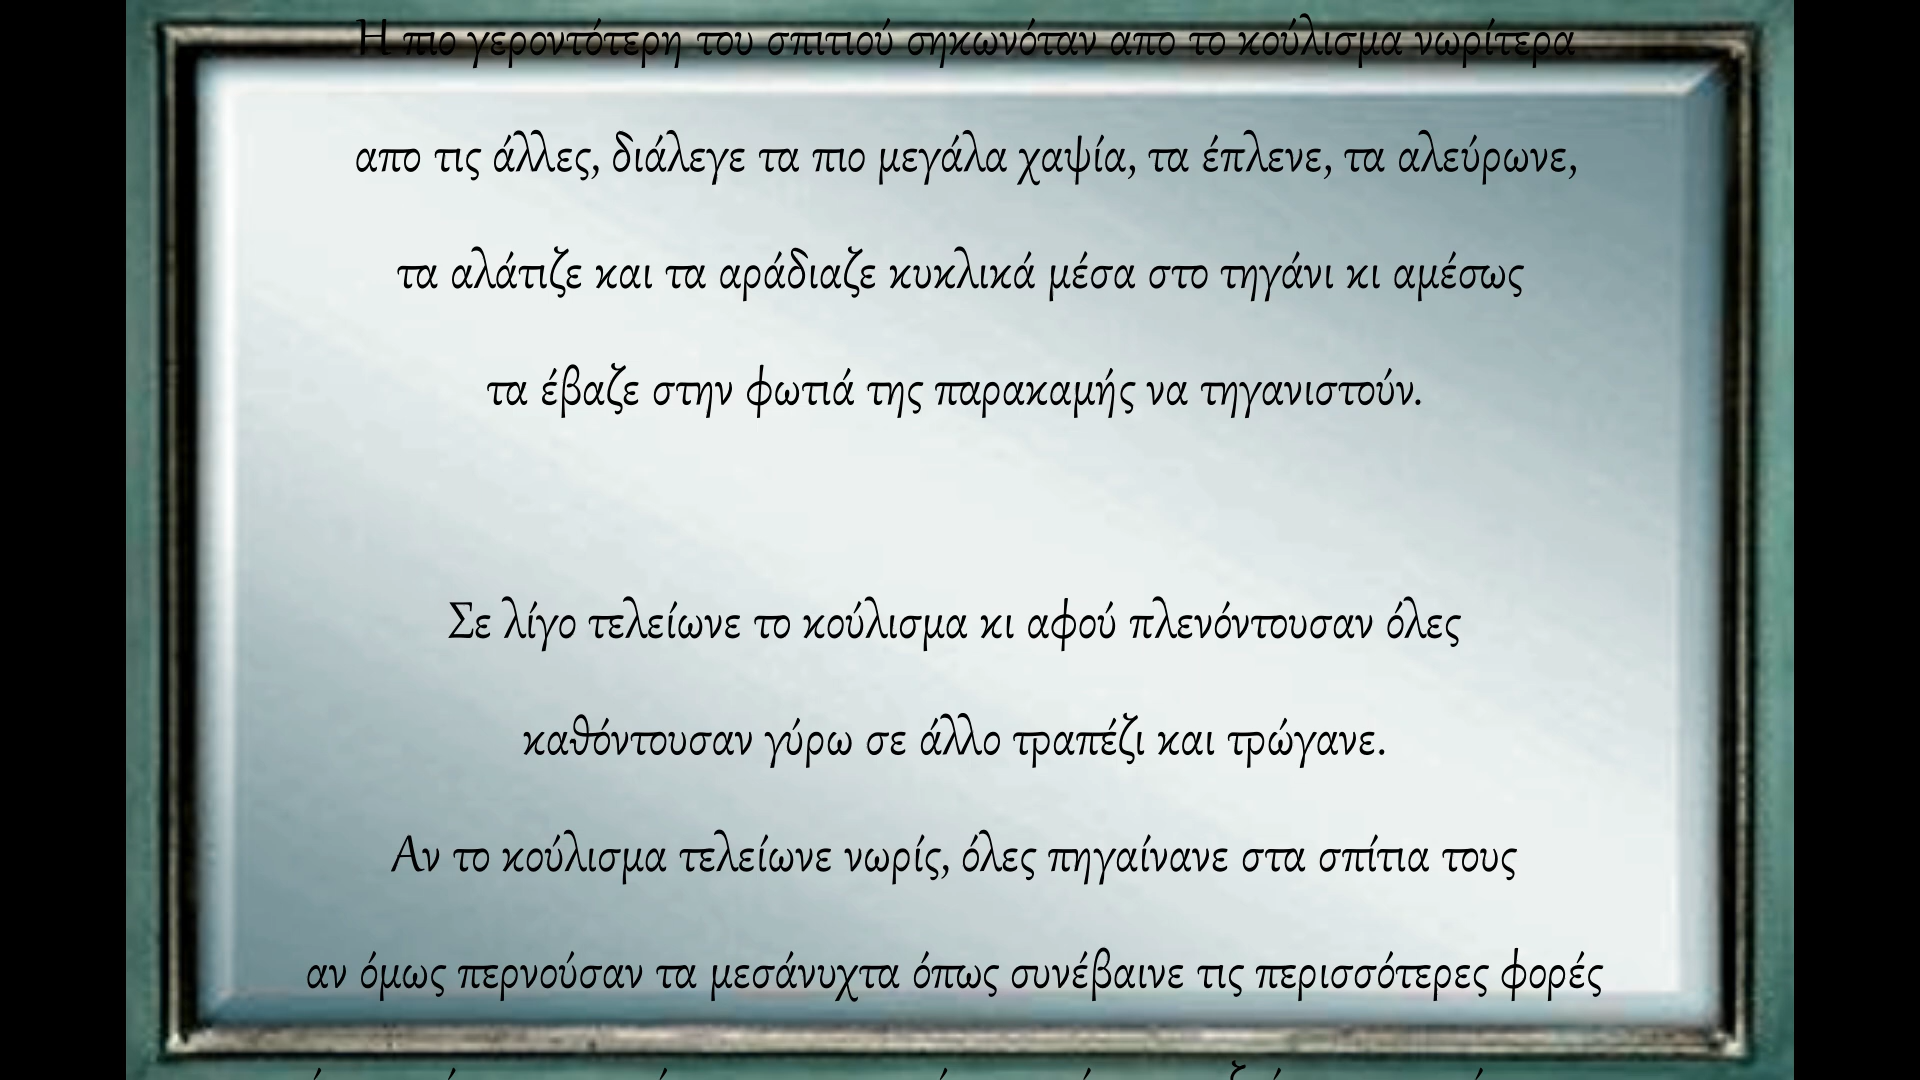 Η πιο γεροντότερη του σπιτιού σηκωνόταν απο το κούλισμα νωρίτερα
απο τις άλλες, διάλεγε τα πιο μεγάλα χαψία, τα έπλενε, τα αλεύρωνε,
τα αλάτιζε και τα αράδιαζε κυκλικά μέσα στο τηγάνι κι αμέσως
τα έβαζε στην φωτιά της παρακαμής να τηγανιστούν.
Σε λίγο τελείωνε το κούλισμα κι αφού πλενόντουσαν όλες
καθόντουσαν γύρω σε άλλο τραπέζι και τρώγανε.
Αν το κούλισμα τελείωνε νωρίς, όλες πηγαίνανε στα σπίτια τους
αν όμως περνούσαν τα μεσάνυχτα όπως συνέβαινε τις περισσότερες φορές